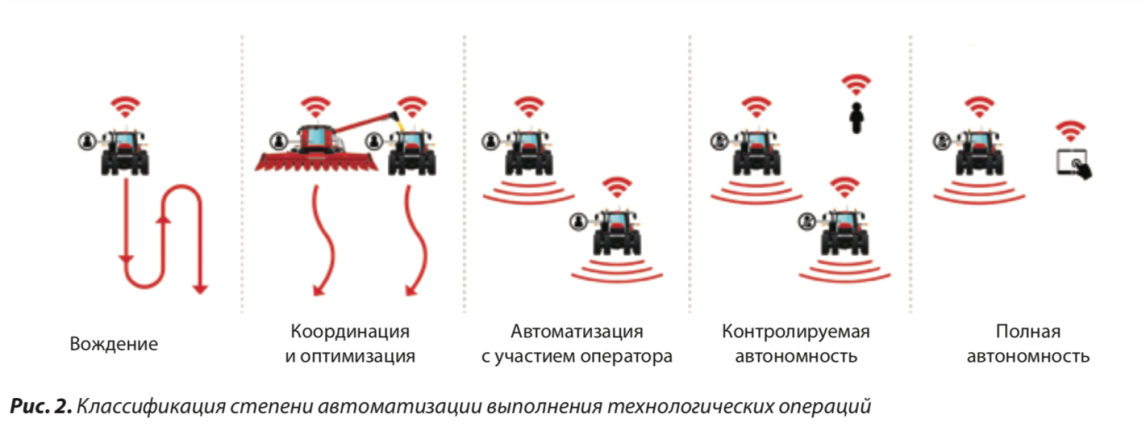 Вождение
Координация
и оптимизация
Автоматизация
с участием оператора
Контролируемая
автономность
Полная
автономность
Рис. 2. Классификация степени автоматизации выполнения технологических операций